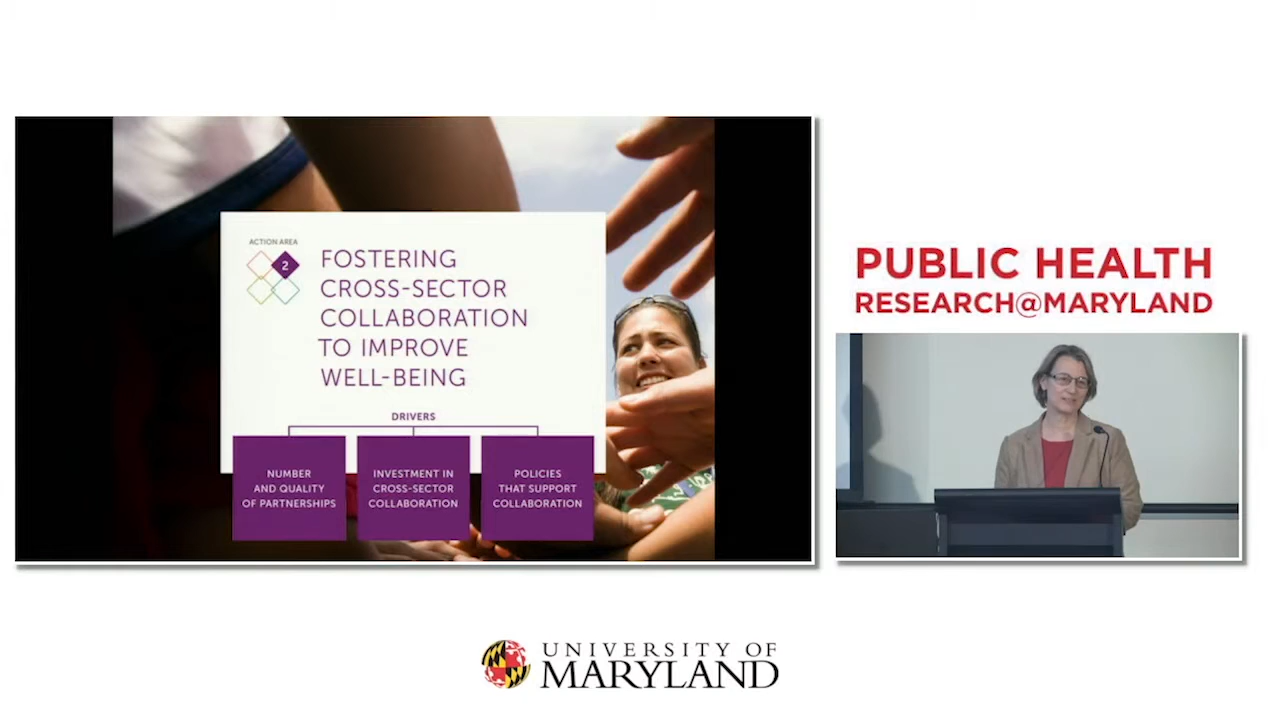 ACTION AREA
2
FOSTERING
CROSS-SECTOR
COLLABORATION
TO IMPROVE
WELL-BEING
DRIVERS
NUMBER
AND QUALITY
OF PARTNERSHIPS
INVESTMENT IN
CROSS-SECTOR
COLLABORATION
POLICIES
THAT SUPPORT
COLLABORATION
PUBLIC HEALTH
RESEARCH@MARYLAND
UNIVERSITY OF
MARYLAND